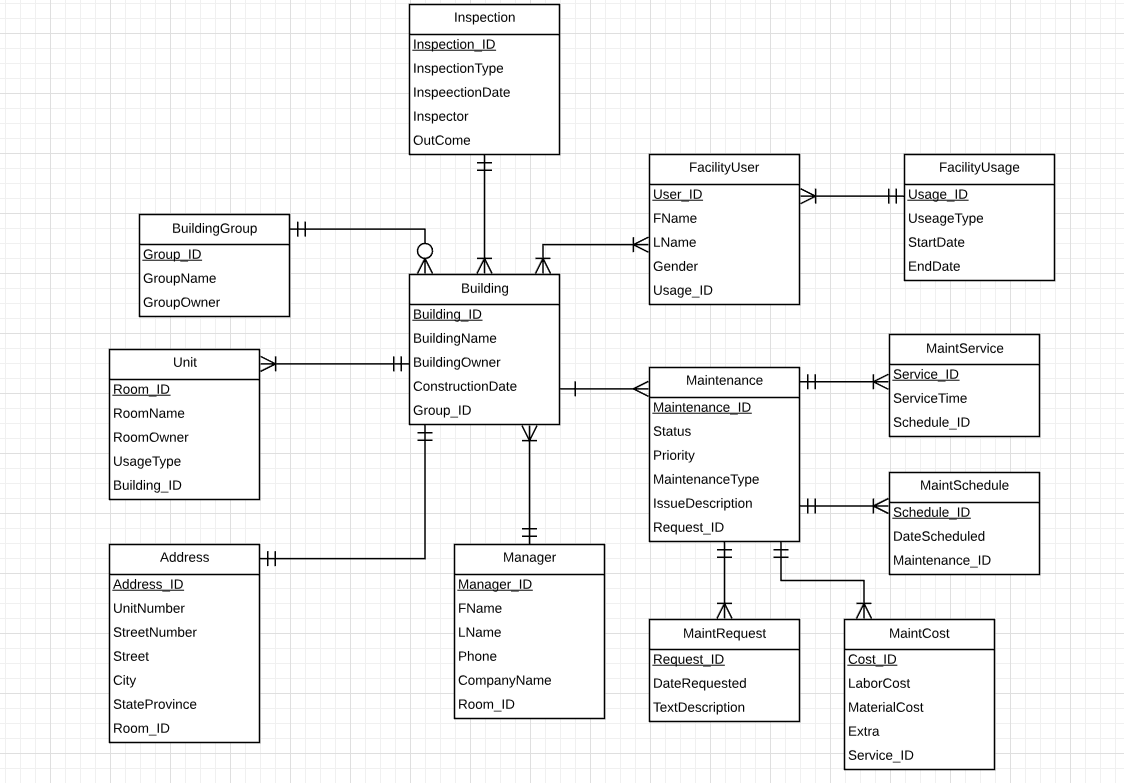 Inspection
Inspection_ID
InspectionType
InspeectionDate
Inspector
OutCome
FacilityUser
User_ID
FName
LName
Gender
Usage_ID
FacilityUsage
Usage_ID
UseageType
StartDate
EndDate
BuildingGroup
Group_ID
GroupName
GroupOwner
Building
Building_ID
BuildingName
BuildingOwner
ConstructionDate
Group_ID
Unit
Room_ID
RoomName
RoomOwner
UsageType
Building_ID
Maintenance
Maintenance_ID
Status
Priority
MaintenanceType
IssueDescription
Request_ID
MaintService
Service_ID
ServiceTime
Schedule_ID
MaintSchedule
Schedule_ID
DateScheduled
Maintenance_ID
Address
Address_ID
UnitNumber
StreetNumber
Street
City
StateProvince
Room_ID
Manager
Manager_ID
FName
LName
Phone
CompanyName
Room_ID
MaintRequest
Request_ID
DateRequested
TextDescription
MaintCost
Cost_ID
LaborCost
MaterialCost
Extra
Service_ID